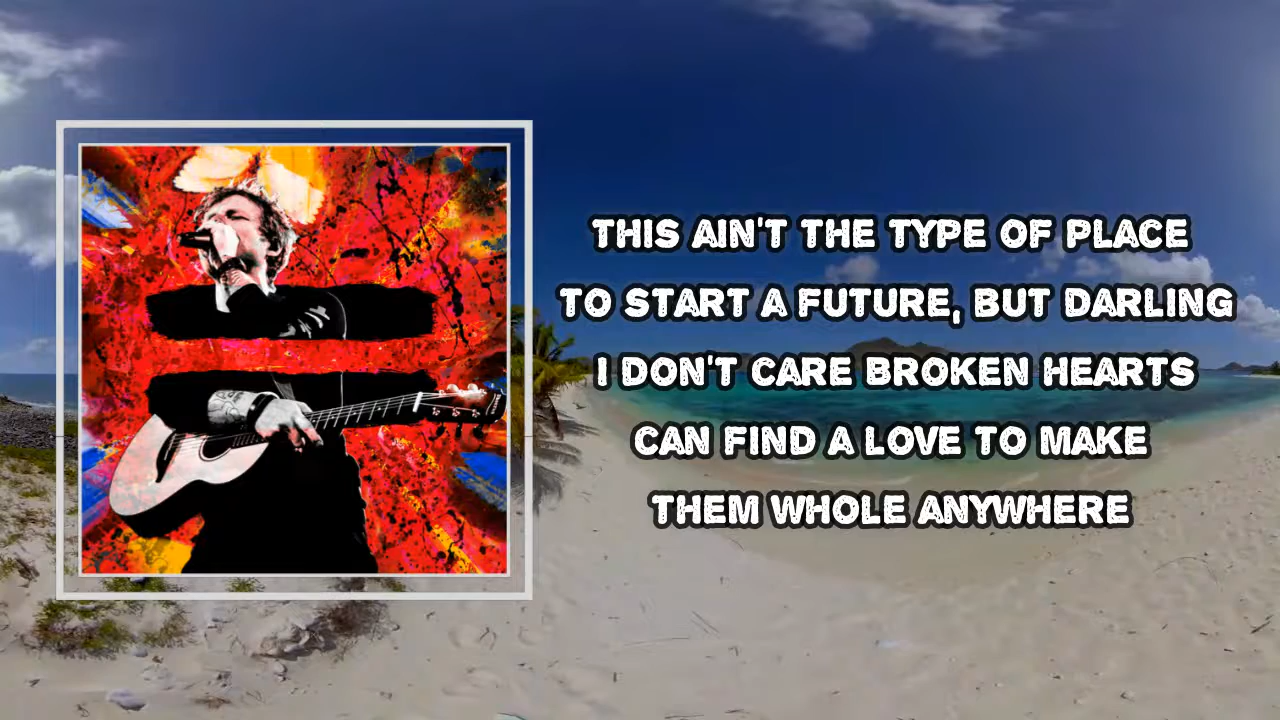 THIS AIN'T THE TYPE OF PLACE
TO START A FUTURE, BUT DARLING
I DON'T CARE BROKEN HEARTS
CAN FIND A LOVE TO MAKE
THEM WHOLE ANYWHERE